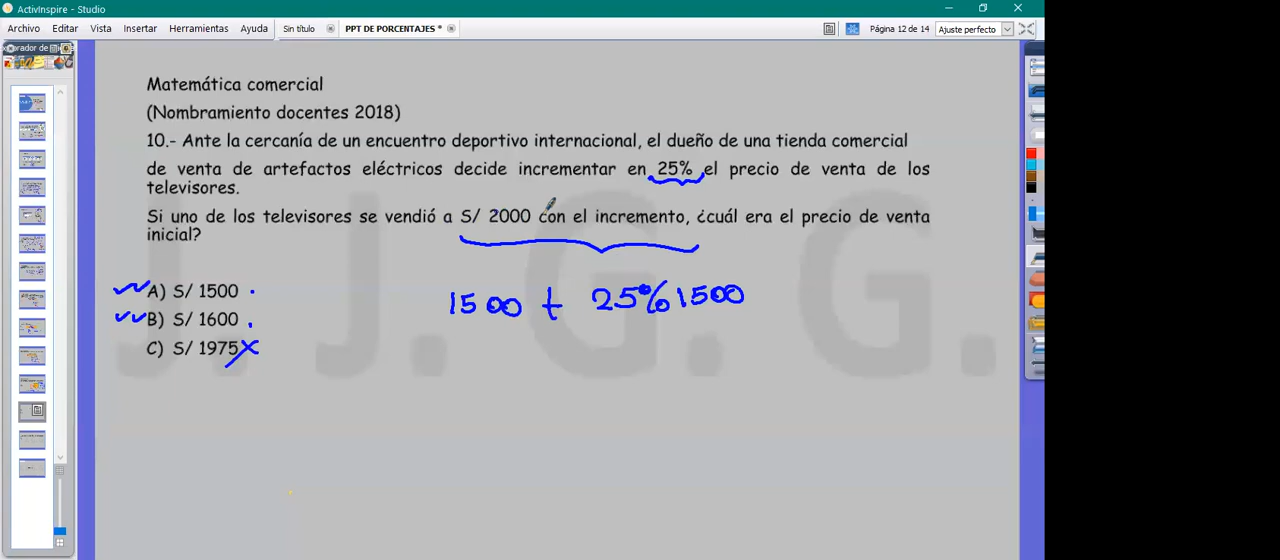 ActivInspire - Studio
Archivo Editar Vista Insertar Herramientas Ayuda Sin título PPT DE PORCENTAJES * Página 12 de 14 Ajuste perfecto
Matemática comercial
(Nombramiento docentes 2018)
10.- Ante la cercanía de un encuentro deportivo internacional, el dueño de una tienda comercial
de venta de artefactos eléctricos decide incrementar en 25% el precio de venta de los
televisores.
Si uno de los televisores se vendió a S/ 2000 con el incremento, ¿cuál era el precio de venta
inicial?
A) S/ 1500
1500 + 25% 1500
B) S/ 1600
C) S/ 1975
J. J. G. G.